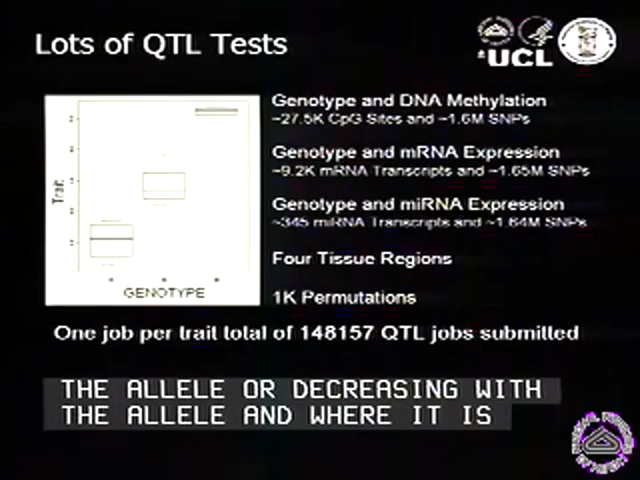 Lots of QTL Tests
UCL
Genotype and DNA Methylation
~27.5K CpG Sites and ~1.6M SNPs
Genotype and mRNA Expression
~9.2K mRNA Transcripts and ~1.65M SNPs
Genotype and miRNA Expression
~345 miRNA Transcripts and ~1.64M SNPs
Four Tissue Regions
1K Permutations
Trait
GENOTYPE
One job per trait total of 148157 QTL jobs submitted
THE ALLELE OR DECREASING WITH
THE ALLELE AND WHERE IT IS